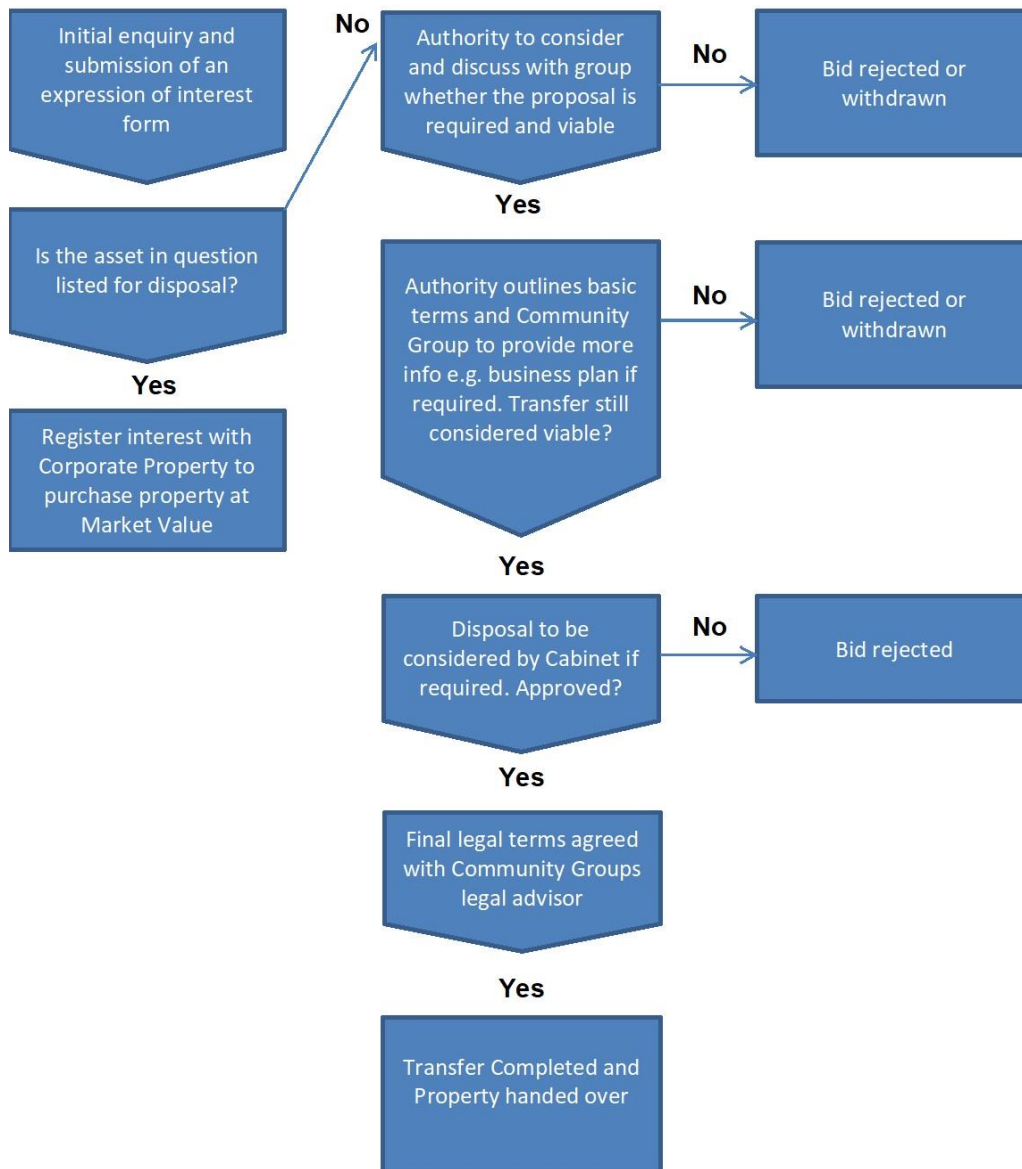 Initial enquiry and
submission of an
expression of interest
form
Is the asset in question
listed for disposal?
Yes
Register interest with
Corporate Property to
purchase property at
Market Value
No
Authority to consider
and discuss with group
whether the proposal is
required and viable
No
Bid rejected or
withdrawn
Yes
Authority outlines basic
terms and Community
Group to provide more
info e.g. business plan if
required. Transfer still
considered viable?
No
Bid rejected or
withdrawn
Yes
Disposal to be
considered by Cabinet if
required. Approved?
No
Bid rejected
Yes
Final legal terms agreed
with Community Groups
legal advisor
Yes
Transfer Completed and
Property handed over